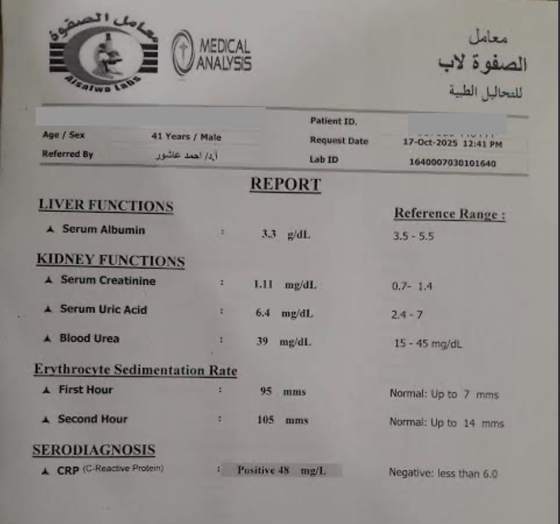 معامل الصفوة
Alsafwa Labs
MEDICAL
ANALYSIS
معامل
الصفوة لاب
للتحاليل الطبية
Patient ID.
Age / Sex 41 Years / Male Request Date 17-Oct-2025 12:41 PM
Referred By أ.د/ احمد عاشور Lab ID 1640007030101640
REPORT
LIVER FUNCTIONS Reference Range :
Serum Albumin : 3.3 g/dL 3.5 - 5.5
KIDNEY FUNCTIONS
Serum Creatinine : 1.11 mg/dL 0.7- 1.4
Serum Uric Acid : 6.4 mg/dL 2.4 - 7
Blood Urea : 39 mg/dL 15 - 45 mg/dL
Erythrocyte Sedimentation Rate
First Hour : 95 mms Normal: Up to 7 mms
Second Hour : 105 mms Normal: Up to 14 mms
SERODIAGNOSIS
CRP (C-Reactive Protein) : Positive 48 mg/L Negative: less than 6.0